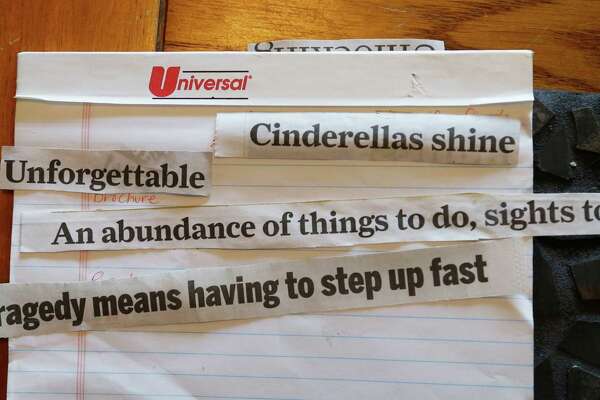 Universal
Cinderellas shine
Unforgettable
Brochure
An abundance of things to do, sights to
ragedy means having to step up fast